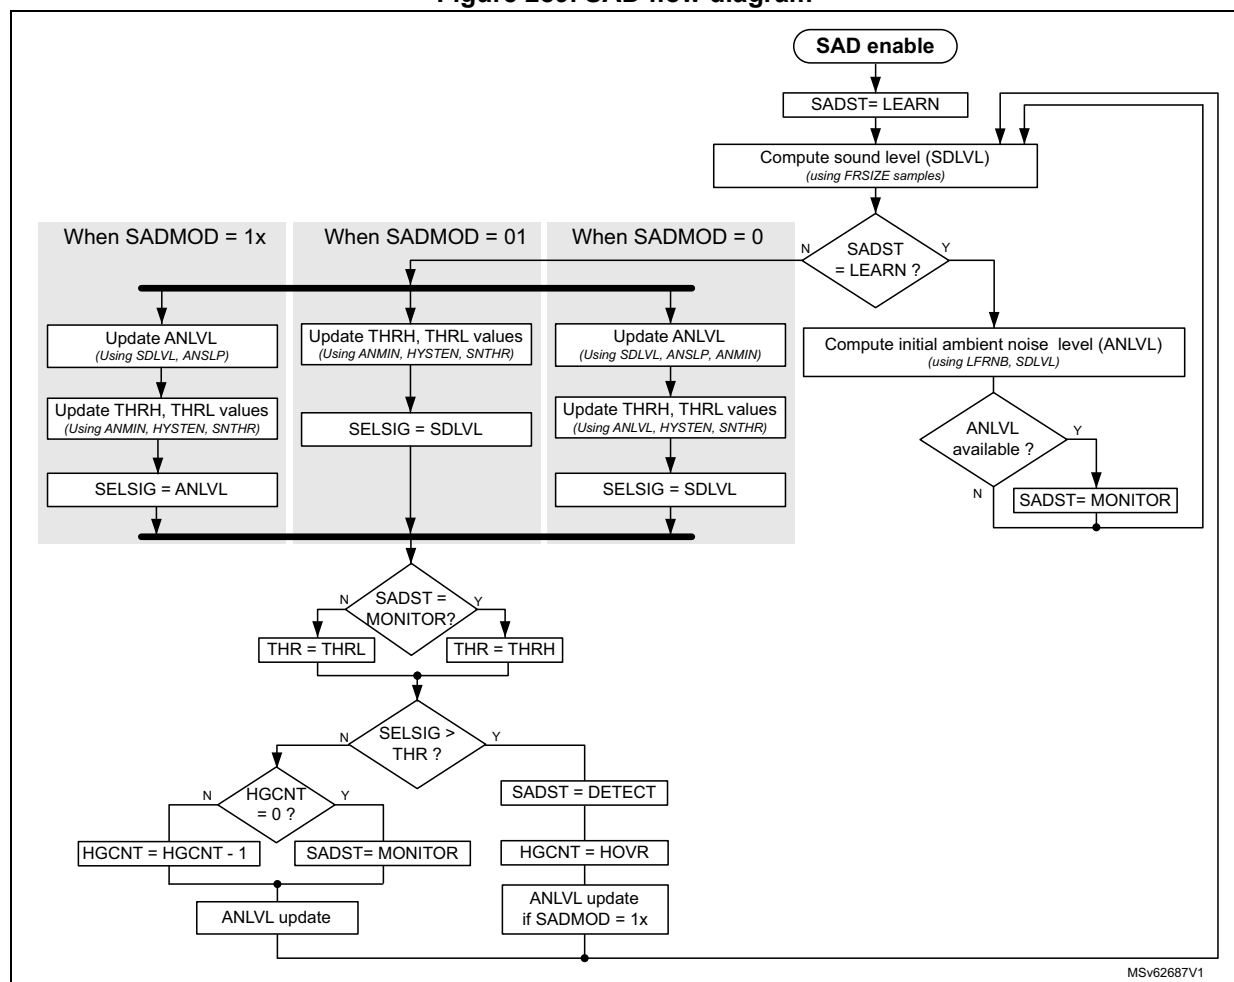 SAD enable
SADST= LEARN
Compute sound level (SDLVL)
(using FRSIZE samples)
SADST
= LEARN ?
N
Y
When SADMOD = 1x
When SADMOD = 01
When SADMOD = 0
Update ANLVL
(Using SDLVL, ANSLP)
Update THRH, THRL values
(Using ANMIN, HYSTEN, SNTHR)
SELSIG = ANLVL
Update THRH, THRL values
(Using ANMIN, HYSTEN, SNTHR)
SELSIG = SDLVL
Update ANLVL
(Using SDLVL, ANSLP, ANMIN)
Update THRH, THRL values
(Using ANLVL, HYSTEN, SNTHR)
SELSIG = SDLVL
Compute initial ambient noise level (ANLVL)
(using LFRNB, SDLVL)
ANLVL
available ?
Y
N
SADST= MONITOR
SADST =
MONITOR?
N
Y
THR = THRL
THR = THRH
SELSIG >
THR ?
N
Y
HGCNT
= 0 ?
N
Y
HGCNT = HGCNT - 1
SADST= MONITOR
ANLVL update
SADST = DETECT
HGCNT = HOVR
ANLVL update
if SADMOD = 1x
MSv62687V1